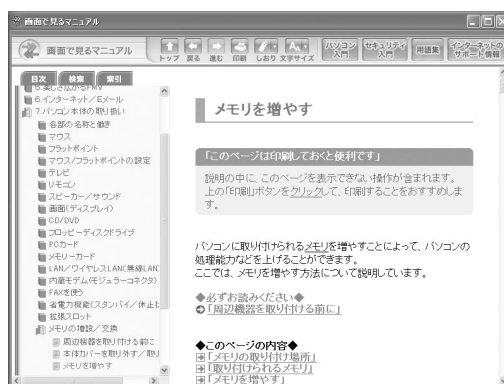 画面で見るマニュアル
画面で見るマニュアル
トップ 戻る 進む 印刷 しおり 文字サイズ
パソコン入門
セキュリティ入門
用語集
インターネットのサポート情報
目次 検索 索引
6.楽しさ広がるFMV
6.インターネット/Eメール
7.パソコン本体の取り扱い
各部の名称と働き
マウス
フラットポイント
マウス/フラットポイントの設定
テレビ
リモコン
スピーカー/サウンド
画面(ディスプレイ)
CD/DVD
フロッピーディスクドライブ
PCカード
メモリーカード
LAN/ワイヤレスLAN(無線LAN
内蔵モデム(モジュラーコネクタ)
FAXを使う
省電力機能(スタンバイ/休止
拡張スロット
メモリの増設/交換
周辺機器を取り付ける前に
本体カバーを取り外す/取り
メモリを増やす
メモリを増やす
「このページは印刷しておくと便利です」
説明の中に、このページを表示できない操作が含まれます。
上の「印刷」ボタンをクリックして、印刷することをおすすめしま
す。
パソコンに取り付けられるメモリを増やすことによって、パソコンの
処理能力などを上げることができます。
ここでは、メモリを増やす方法について説明しています。
◆必ずお読みください◆
「周辺機器を取り付ける前に」
◆このページの内容◆
「メモリの取り付け場所」
「取り付けられるメモリ」
「メモリを増やす」